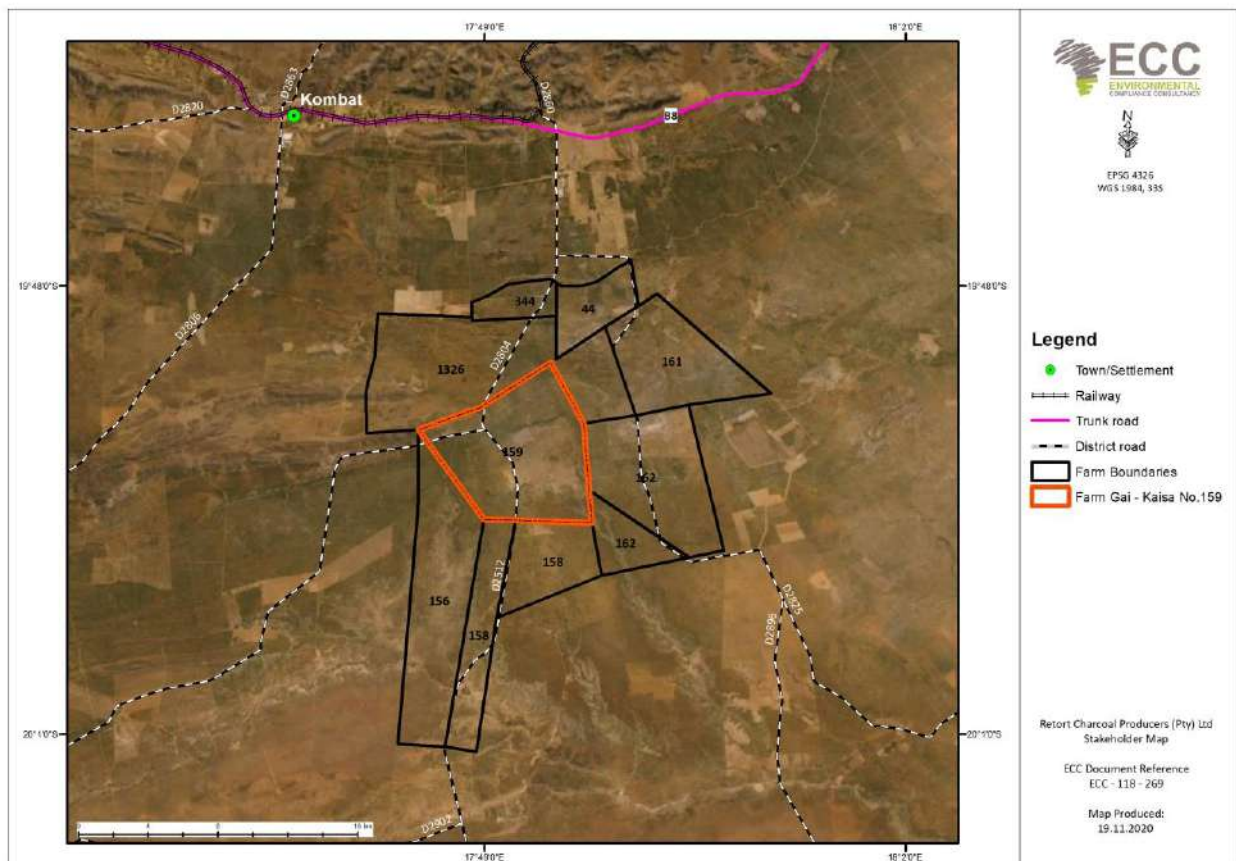 17°49'0"E
18°2'0"E
D2863
D2860
Kombat
D2820
B8
19°48'0"S
19°48'0"S
D2806
344
44
D2804
1326
161
159
162
162
158
D2512
156
158
D2896
D2825
20°1'0"S
20°1'0"S
D2902
17°49'0"E
18°2'0"E
ECC
ENVIRONMENTAL
COMPLIANCE CONSULTANCY
N
EPSG 4326
WGS 1984, 33S
Legend
Town/Settlement
Railway
Trunk road
District road
Farm Boundaries
Farm Gai - Kaisa No.159
Retort Charcoal Producers (Pty) Ltd
Stakeholder Map
ECC Document Reference
ECC - 118 - 269
Map Produced:
19.11.2020